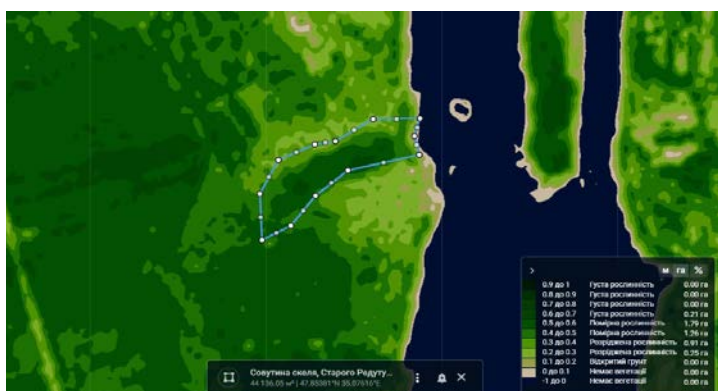 м га %
0.9 до 1 Густа рослинність 0.00 га
0.8 до 0.9 Густа рослинність 0.00 га
0.7 до 0.8 Густа рослинність 0.00 га
0.6 до 0.7 Густа рослинність 0.21 га
0.5 до 0.6 Помірна рослинність 1.79 га
0.4 до 0.5 Помірна рослинність 1.26 га
0.3 до 0.4 Розріджена рослинність 0.91 га
0.2 до 0.3 Розріджена рослинність 0.25 га
0.1 до 0.2 Відкритий ґрунт 0.00 га
0 до 0.1 Немає вегетації 0.00 га
-1 до 0 Немає вегетації 0.00 га
Совутина скеля, Старого Редуту...
44 136.05 м² | 47.85381°N 35.07616°E